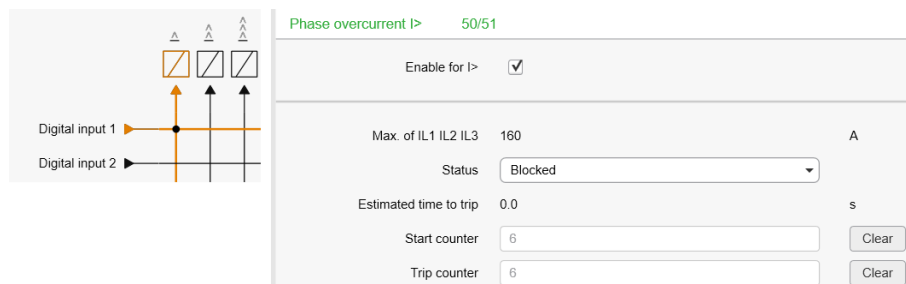 I> I>> I>>>
Digital input 1
Digital input 2
Phase overcurrent I> 50/51
Enable for I>
Max. of IL1 IL2 IL3 160 A
Status Blocked
Estimated time to trip 0.0 s
Start counter 6 Clear
Trip counter 6 Clear